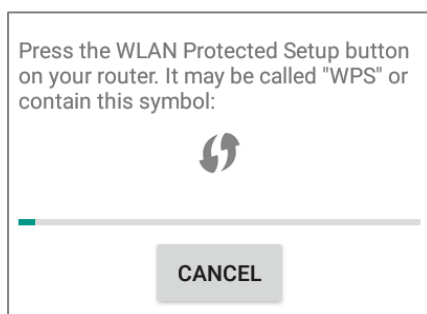 Press the WLAN Protected Setup button
on your router. It may be called "WPS" or
contain this symbol:
CANCEL